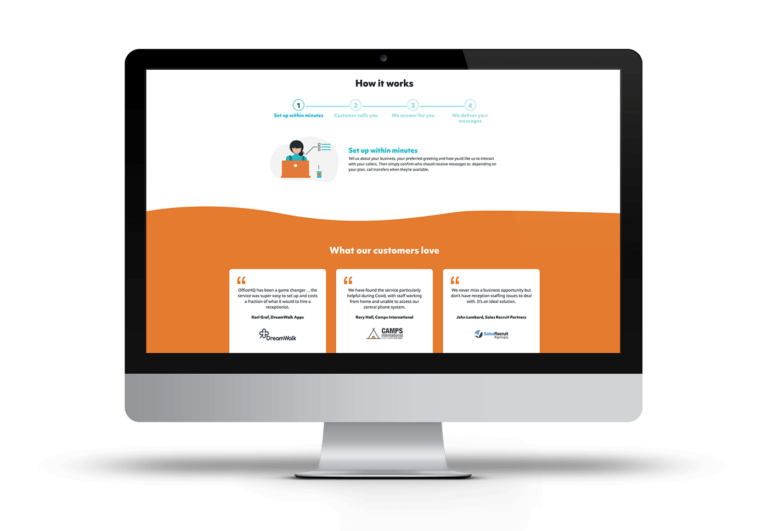 How it works
1
2
3
4
Set up within minutes
Customer calls you
We answer for you
We deliver your
messages
Set up within minutes
Tell us about your business, your preferred greeting and how you'd like us to interact
with your callers. Then simply confirm who should receive messages or, depending on
your plan, call transfers when they're available.
What our customers love
“
OfficeHQ has been a game changer ... the
service was super easy to set up and costs
a fraction of what it would to hire a
receptionist.
Karl Graf, DreamWalk Apps
DreamWalk
“
We have found the service particularly
helpful during Covid, with staff working
from home and unable to access our
central phone system.
Rory Hall, Camps International
CAMPS
International
“
We never miss a business opportunity but
don't have reception staffing issues to deal
with. It's an ideal solution.
John Lombard, Sales Recruit Partners
SalesRecruit
Partners